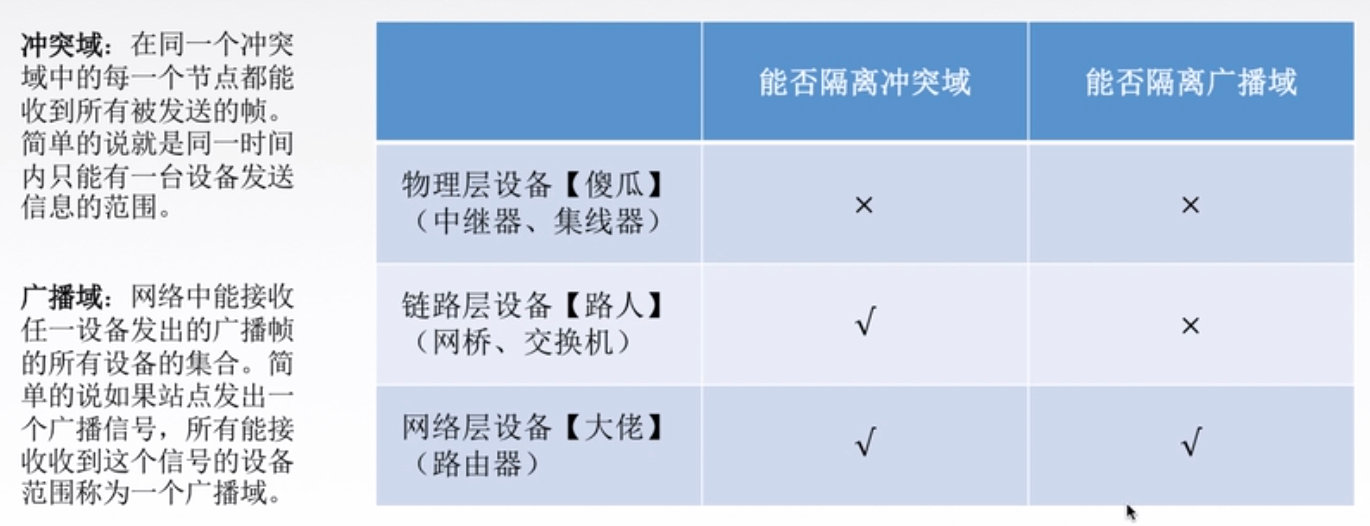 冲突域：在同一个冲突
域中的每一个节点都能
收到所有被发送的帧。
简单的说就是同一时间
内只能有一台设备发送
信息的范围。
广播域：网络中能接收
任一设备发出的广播帧
的所有设备的集合。简
单的说如果站点发出一
个广播信号，所有能接
收收到这个信号的设备
范围称为一个广播域。
能否隔离冲突域 能否隔离广播域
物理层设备【傻瓜】
（中继器、集线器） × ×
链路层设备【路人】
（网桥、交换机） √ ×
网络层设备【大佬】
（路由器） √ √